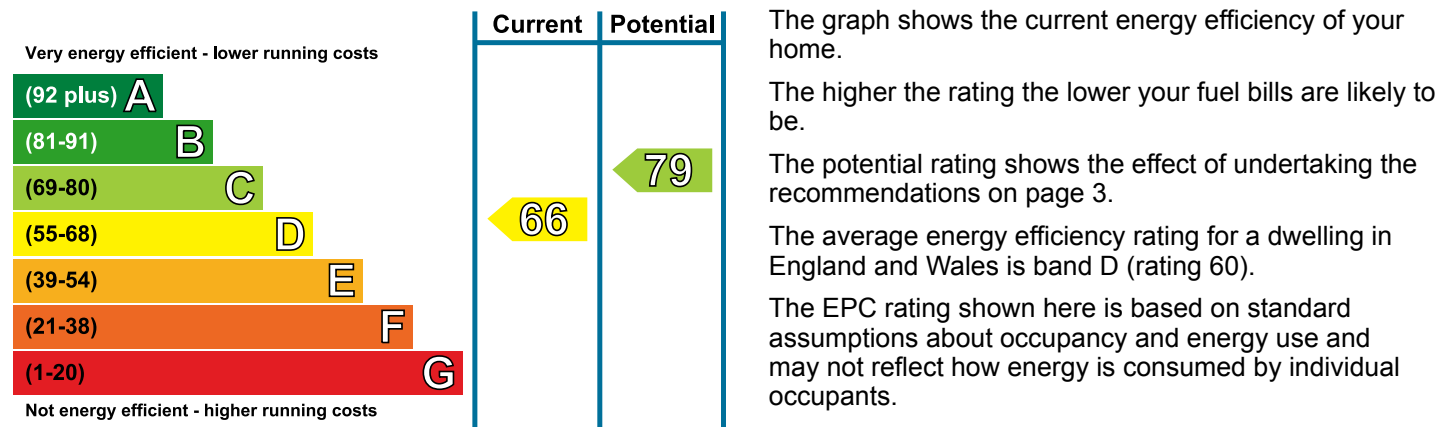 Current Potential
Very energy efficient - lower running costs
(92 plus) A
(81-91) B
(69-80) C
(55-68) D
(39-54) E
(21-38) F
(1-20) G
Not energy efficient - higher running costs
66
79
The graph shows the current energy efficiency of your
home.
The higher the rating the lower your fuel bills are likely to
be.
The potential rating shows the effect of undertaking the
recommendations on page 3.
The average energy efficiency rating for a dwelling in
England and Wales is band D (rating 60).
The EPC rating shown here is based on standard
assumptions about occupancy and energy use and
may not reflect how energy is consumed by individual
occupants.